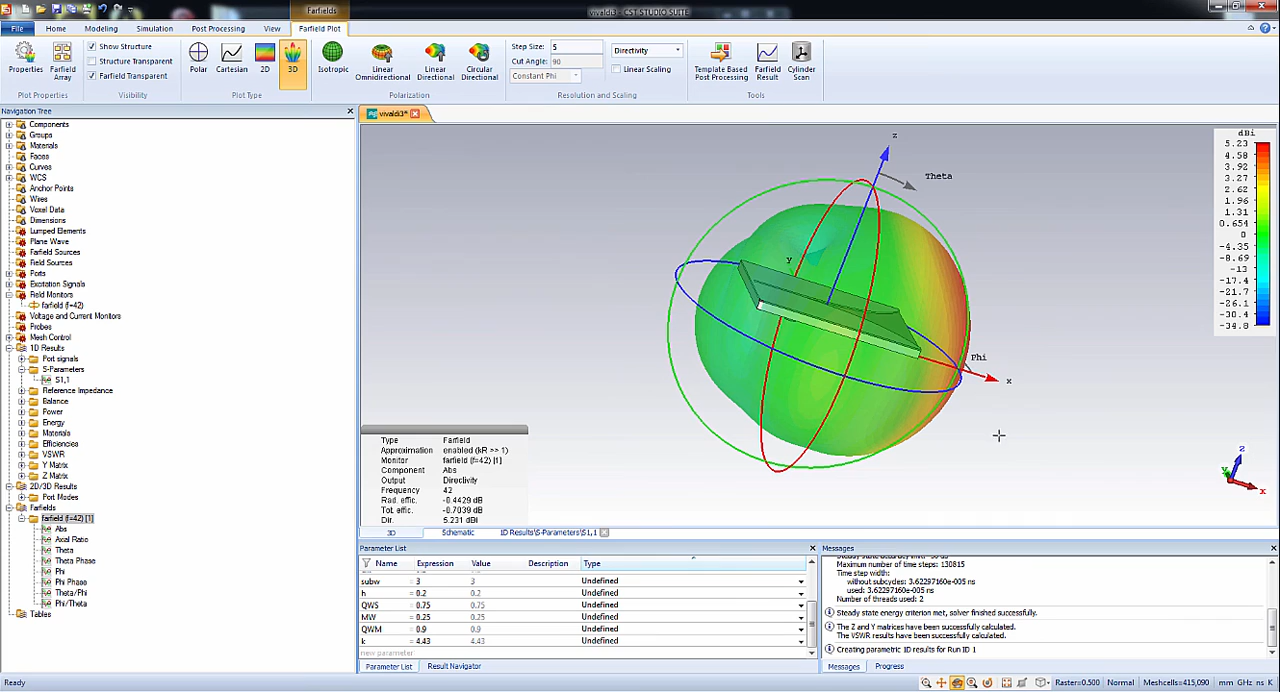 Farfields
vivaldi3* - CST STUDIO SUITE
File Home Modeling Simulation Post Processing View Farfield Plot
Properties
Farfield Array
Show Structure
Structure Transparent
Farfield Transparent
Polar
Cartesian
2D
3D
Isotropic
Linear Omnidirectional
Linear Directional
Circular Directional
Step Size: 5
Cut Angle: 90
Constant Phi
Directivity
Linear Scaling
Template Based Post Processing
Farfield Result
Cylinder Scan
Plot Properties Visibility Plot Type Polarization Resolution and Scaling Tools
Navigation Tree
Components
Groups
Materials
Faces
Curves
WCS
Anchor Points
Wires
Voxel Data
Dimensions
Lumped Elements
Plane Wave
Farfield Sources
Field Sources
Ports
Excitation Signals
Field Monitors
farfield (f=42)
Voltage and Current Monitors
Probes
Mesh Control
1D Results
Port signals
S-Parameters
S1,1
Reference Impedance
Balance
Power
Energy
Materials
Efficiencies
VSWR
Y Matrix
Z Matrix
2D/3D Results
Port Modes
Farfields
farfield (f=42) [1]
Abs
Axial Ratio
Theta
Theta Phase
Phi
Phi Phase
Theta/Phi
Phi/Theta
Tables
vivaldi3*
z
Theta
y
Phi
x
dBi
5.23
4.58
3.92
3.27
2.62
1.96
1.31
0.654
0
-4.35
-8.69
-13
-17.4
-21.7
-26.1
-30.4
-34.8
z
y
x
Type Farfield
Approximation enabled (kR >> 1)
Monitor farfield (f=42) [1]
Component Abs
Output Directivity
Frequency 42
Rad. effic. -0.4429 dB
Tot. effic. -0.7039 dB
Dir. 5.231 dBi
3D Schematic 1D Results\S-Parameters\S1,1
Parameter List
Name Expression Value Description Type
subw = 3 3 Undefined
h = 0.2 0.2 Undefined
QWS = 0.75 0.75 Undefined
MW = 0.25 0.25 Undefined
QWM = 0.9 0.9 Undefined
k = 4.43 4.43 Undefined
new parameter
Parameter List Result Navigator
Messages
Maximum number of time steps: 130815
Time step width:
without subcycles: 3.62297160e-005 ns
used: 3.62297160e-005 ns
Number of threads used: 2
Steady state energy criterion met, solver finished successfully.
The Z and Y matrices have been successfully calculated.
The VSWR results have been successfully computed.
Creating parametric 1D results for Run ID 1
Messages Progress
Ready
Raster=0.500 Normal Meshcells=415,090 mm GHz ns K